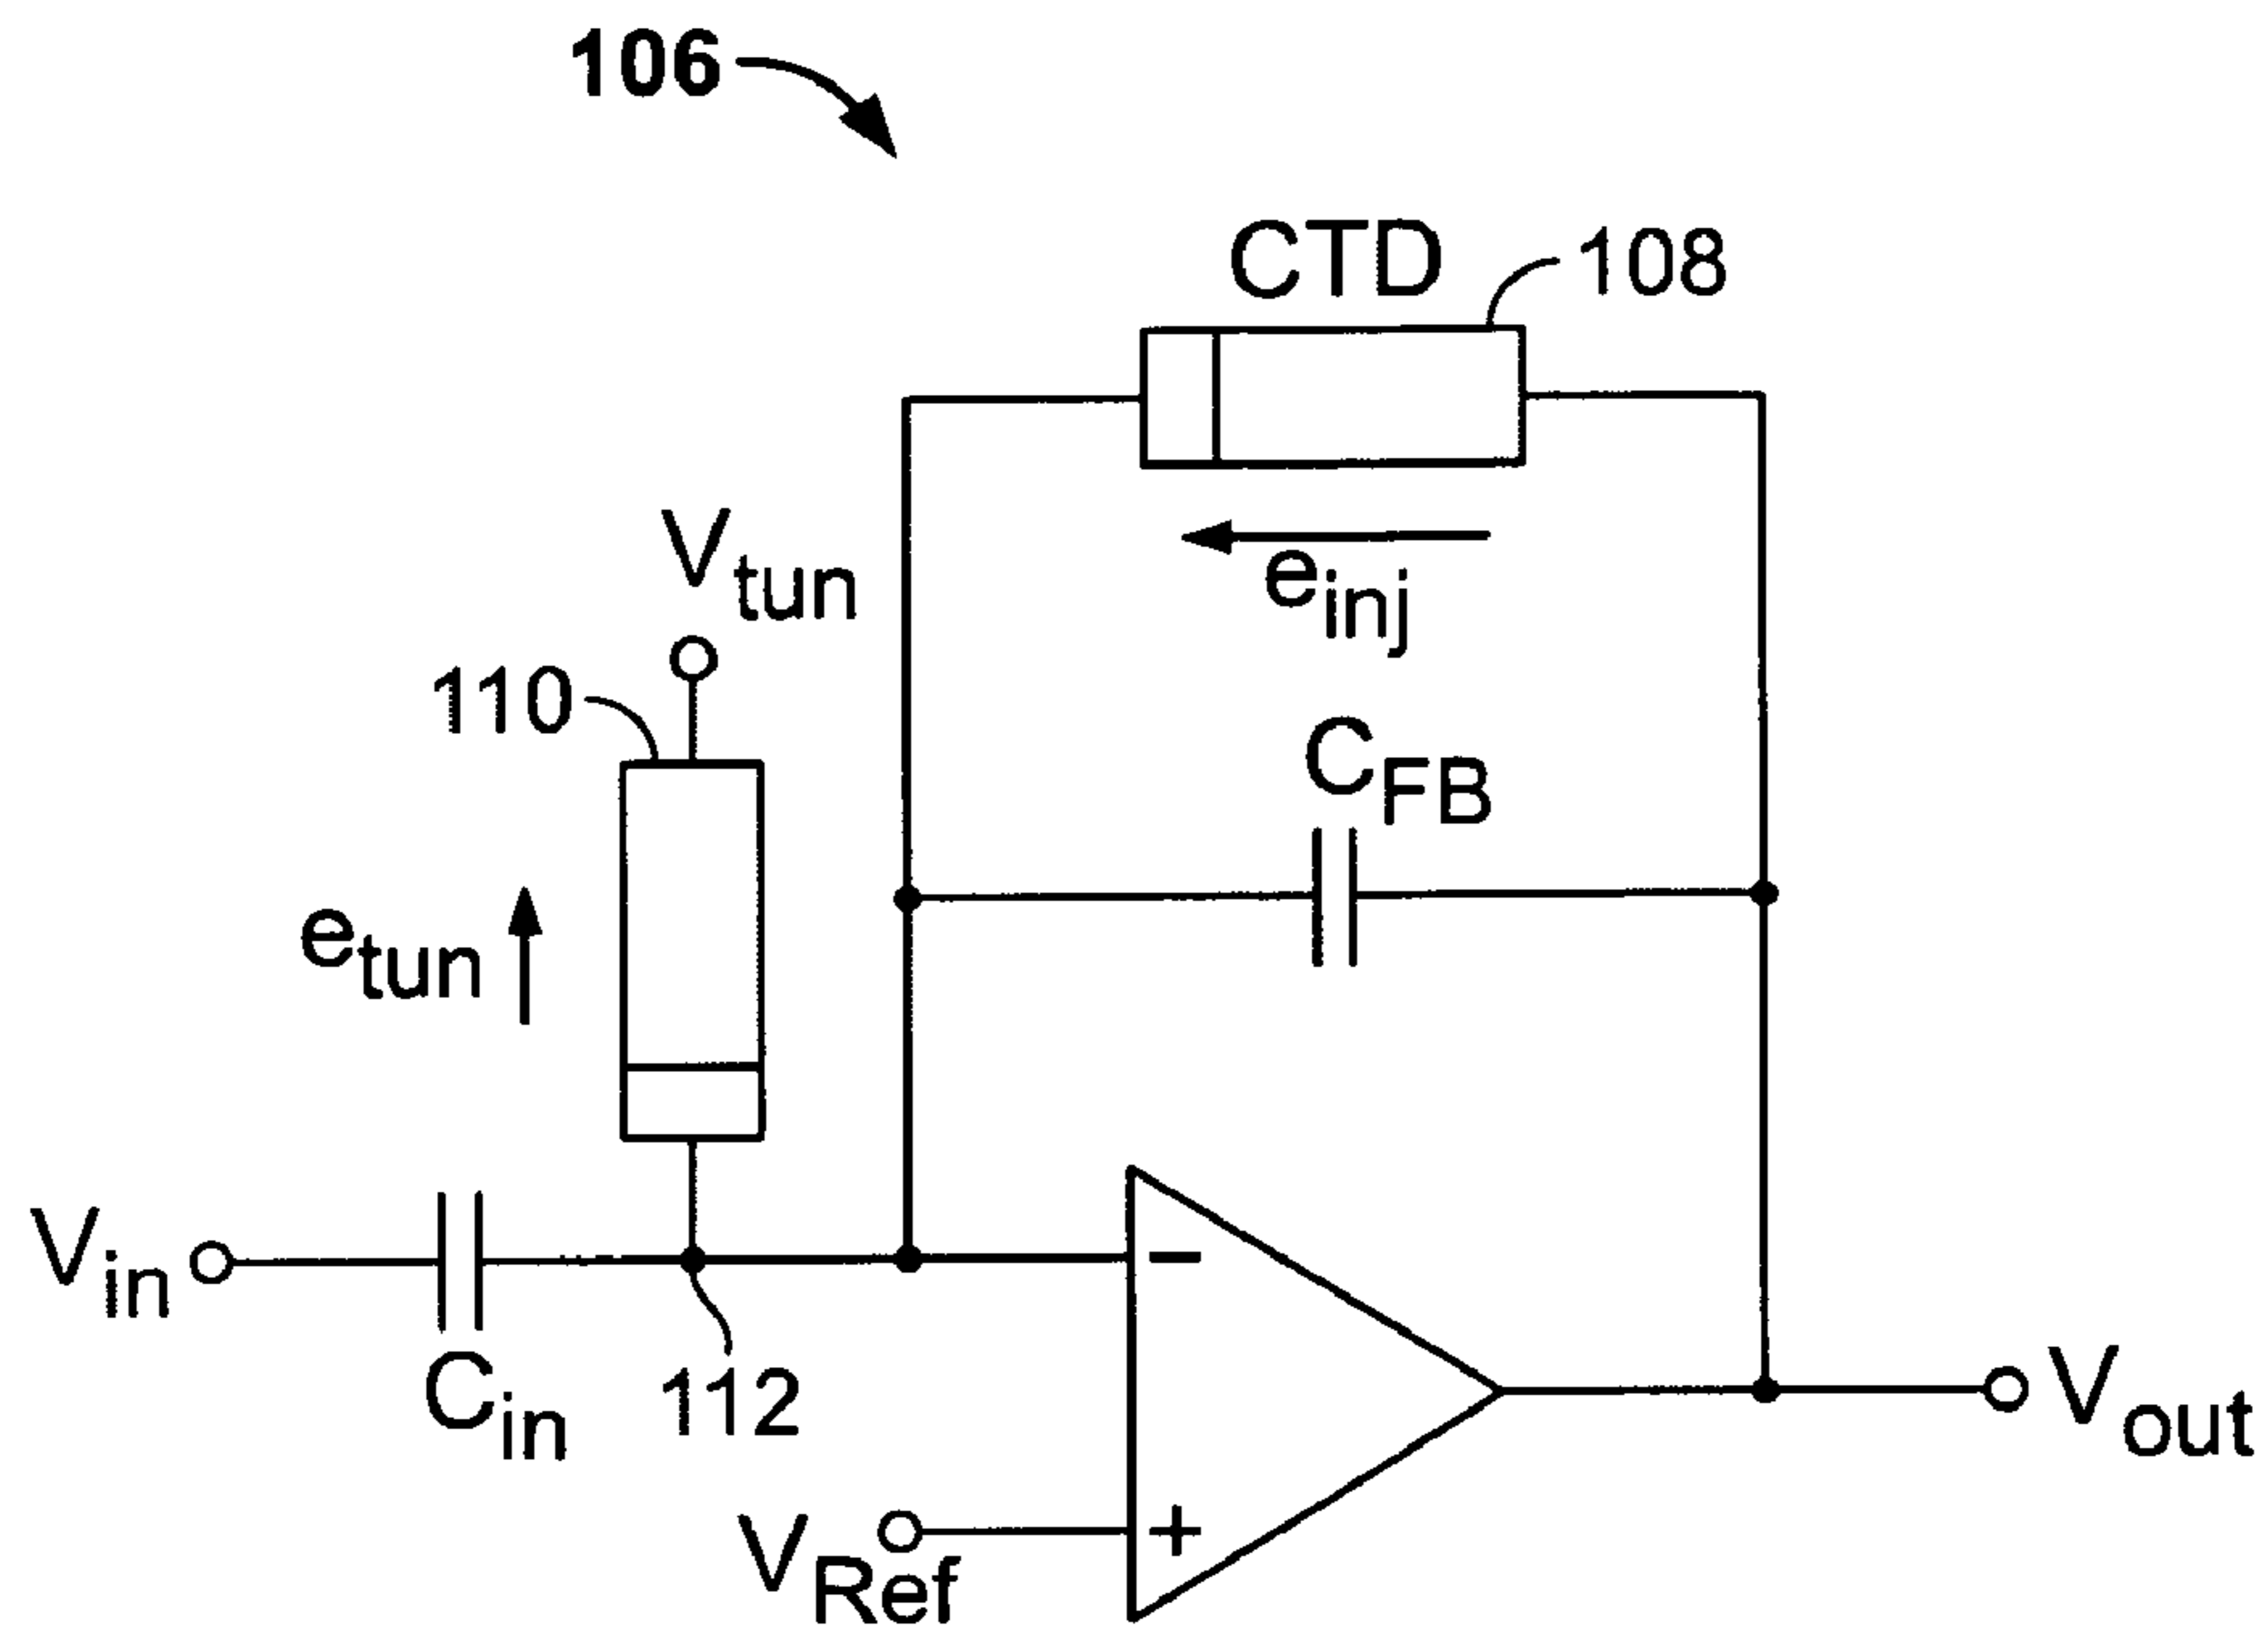 106
CTD
108
V_tun
e_inj
110
C_FB
e_tun
V_in
−
C_in
112
V_out
V_Ref
+